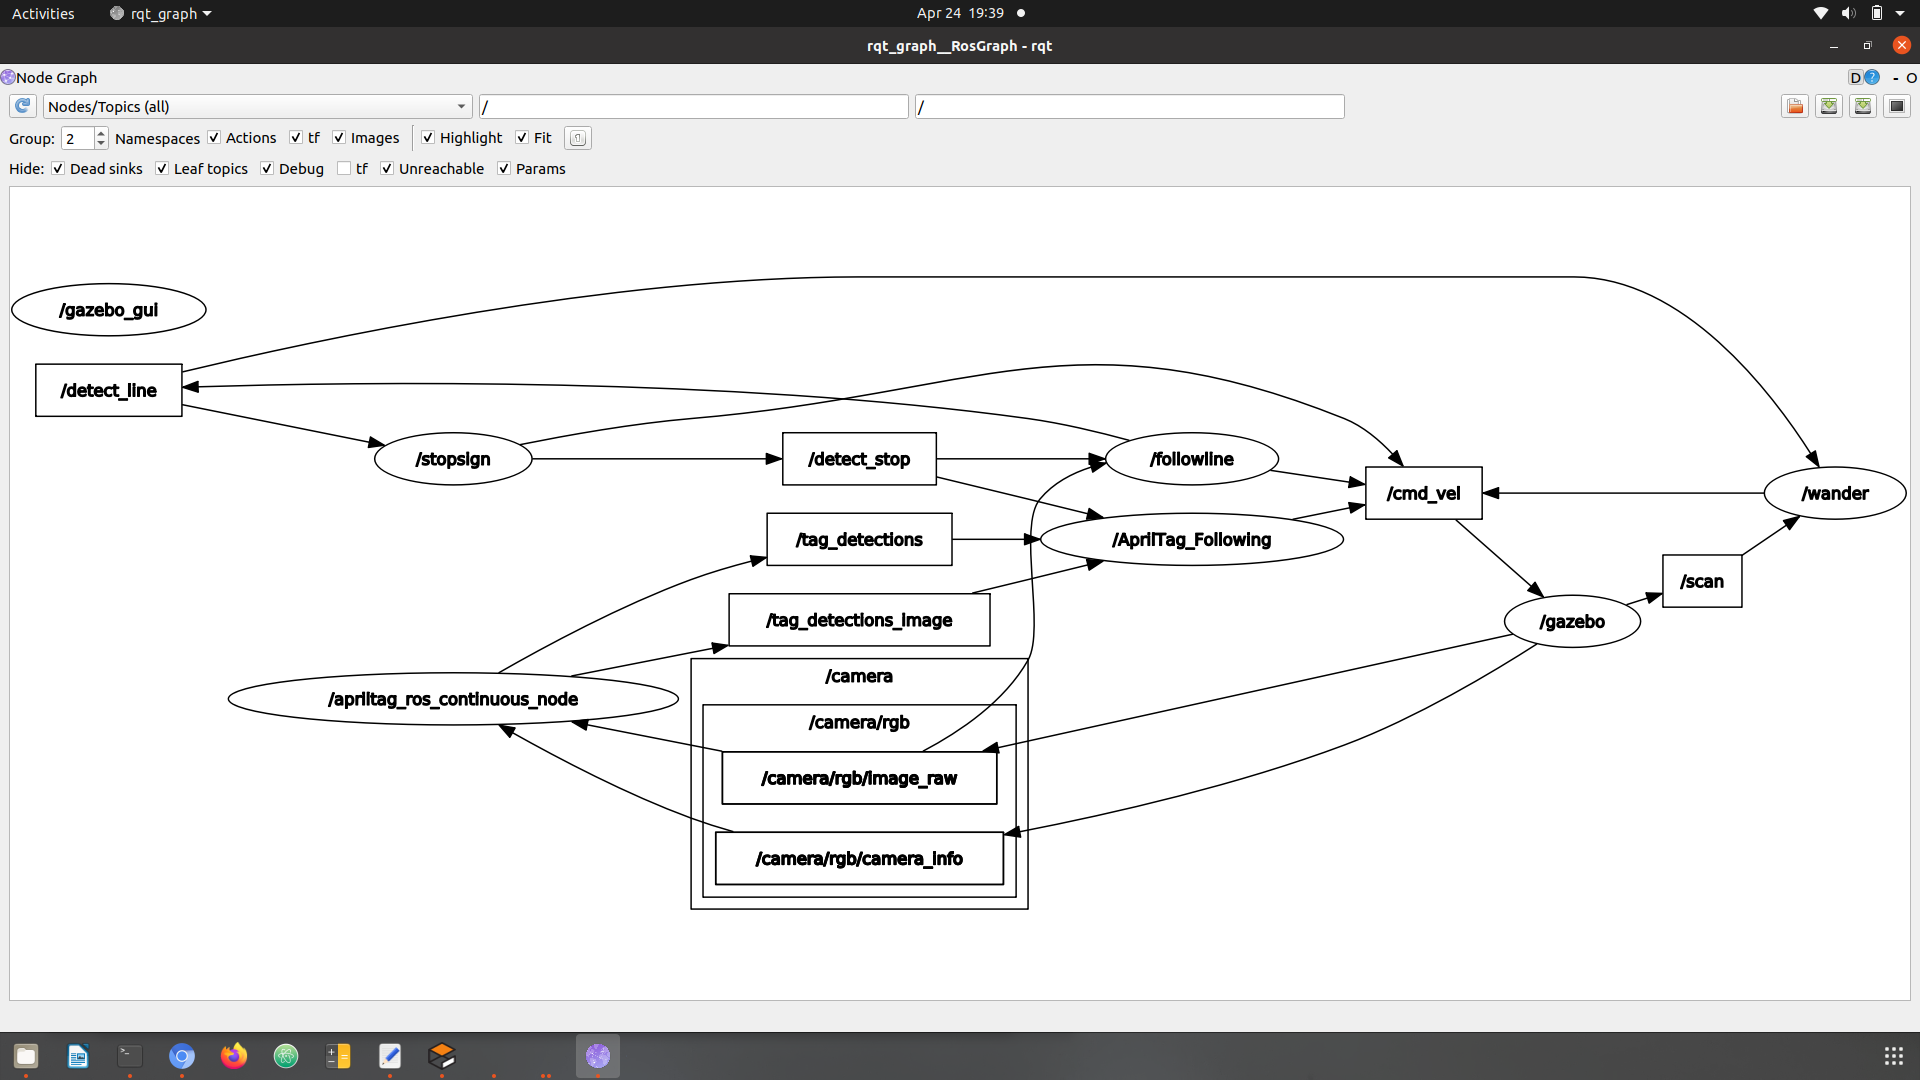 Activities
rqt_graph
Apr 24 19:39
rqt_graph__RosGraph - rqt
Node Graph
D
?
- O
Nodes/Topics (all)
/
/
Group: 2 Namespaces Actions tf Images Highlight Fit
Hide: Dead sinks Leaf topics Debug tf Unreachable Params
/gazebo_gui
/detect_line
/stopsign
/detect_stop
/followline
/cmd_vel
/wander
/tag_detections
/AprilTag_Following
/scan
/tag_detections_image
/gazebo
/camera
/apriltag_ros_continuous_node
/camera/rgb
/camera/rgb/image_raw
/camera/rgb/camera_info